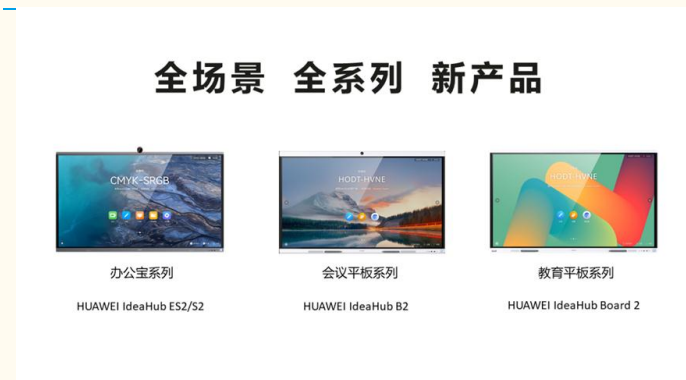 全场景 全系列 新产品
CMYK-SRGB
HODT-HVNE
HODT-HVNE
办公宝系列
会议平板系列
教育平板系列
HUAWEI IdeaHub ES2/S2
HUAWEI IdeaHub B2
HUAWEI IdeaHub Board 2